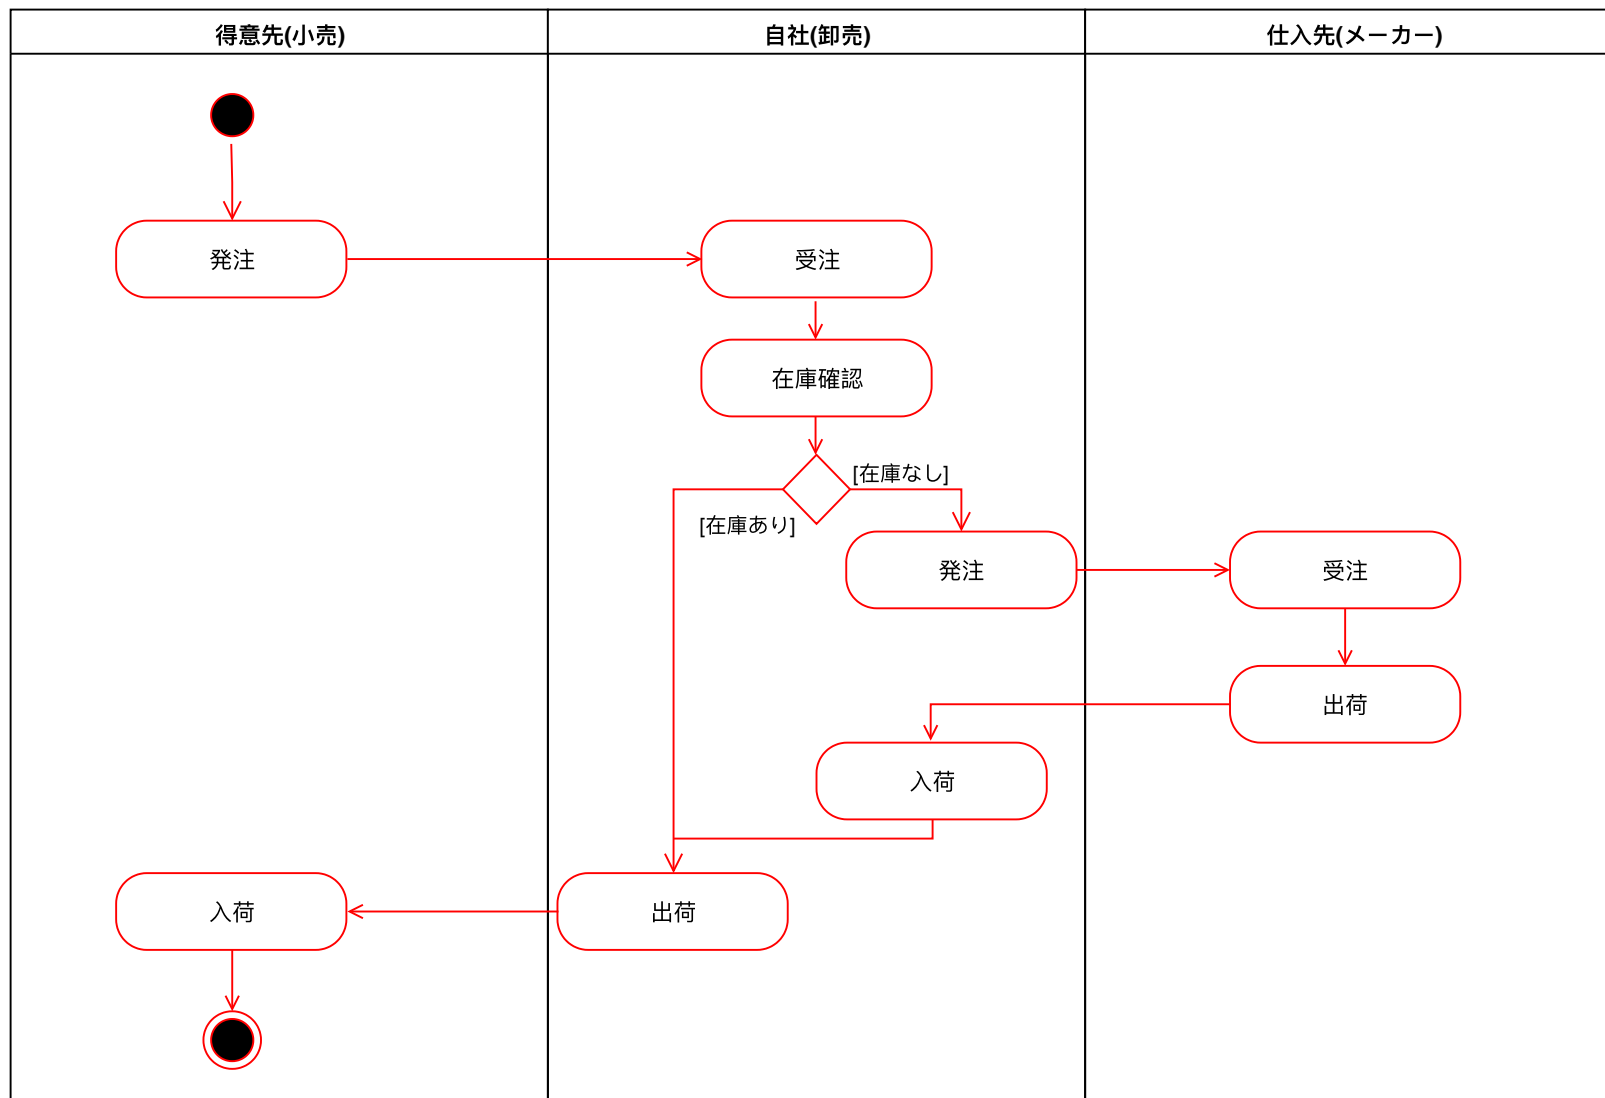 得意先(小売)
自社(卸売)
仕入先(メーカー)
発注
受注
在庫確認
[在庫なし]
[在庫あり]
発注
受注
出荷
入荷
入荷
出荷